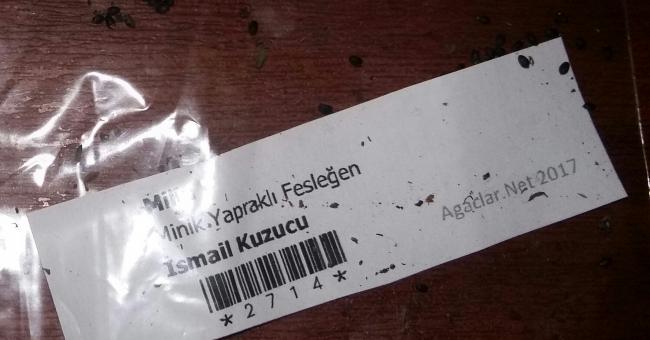 Minik Yapraklı Fesleğen
İsmail Kuzucu
*2714*
Agaclar.Net 2017